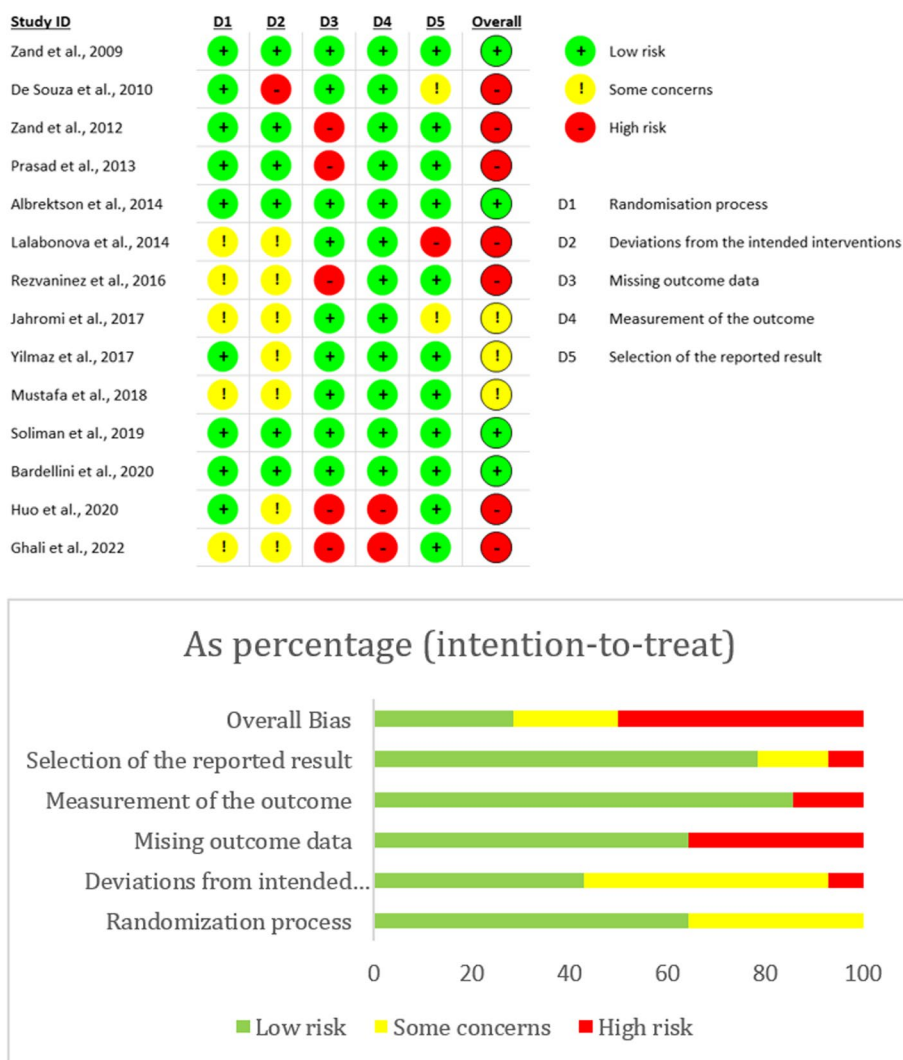 Study ID D1 D2 D3 D4 D5 Overall
Zand et al., 2009 + + + + + +
De Souza et al., 2010 + - + + ! -
Zand et al., 2012 + + - + + -
Prasad et al., 2013 + + - + + -
Albrektson et al., 2014 + + + + + +
Lalabonova et al., 2014 ! ! + + - -
Rezvaninez et al., 2016 ! ! - + + -
Jahromi et al., 2017 ! ! + + ! !
Yilmaz et al., 2017 + ! + + + !
Mustafa et al., 2018 ! ! + + + !
Soliman et al., 2019 + + + + + +
Bardellini et al., 2020 + + + + + +
Huo et al., 2020 + ! - - + -
Ghali et al., 2022 ! ! - - + -
+ Low risk
! Some concerns
- High risk
D1 Randomisation process
D2 Deviations from the intended interventions
D3 Missing outcome data
D4 Measurement of the outcome
D5 Selection of the reported result
As percentage (intention-to-treat)
Overall Bias
Selection of the reported result
Measurement of the outcome
Mising outcome data
Deviations from intended...
Randomization process
0 20 40 60 80 100
Low risk Some concerns High risk